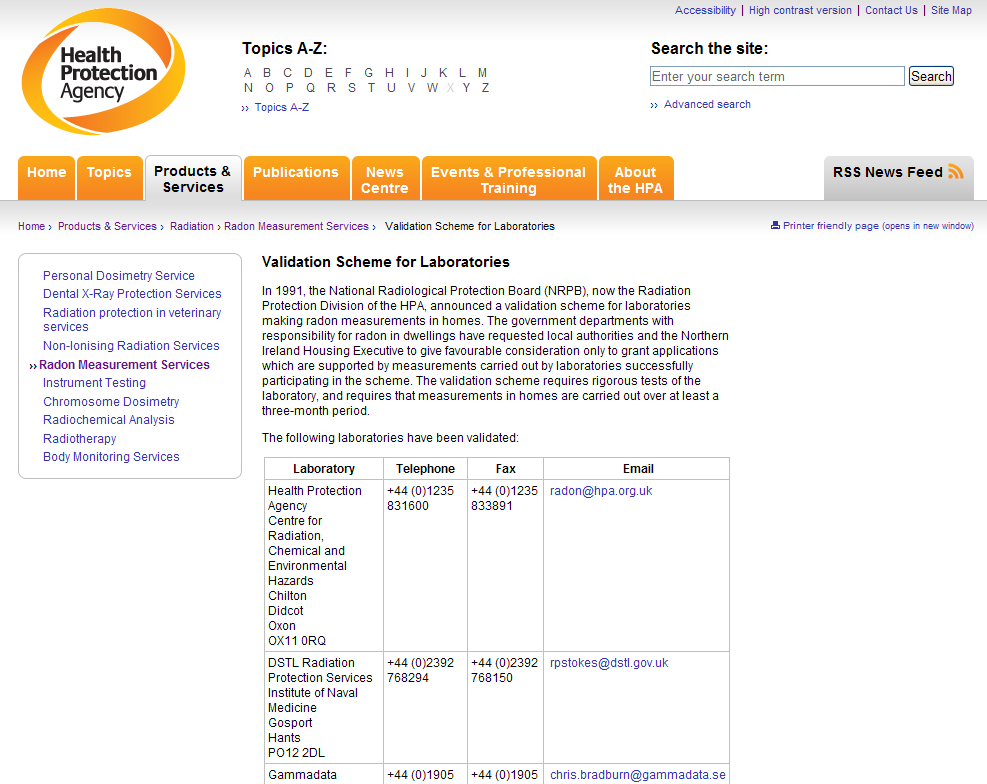 Accessibility | High contrast version | Contact Us | Site Map
Health
Protection
Agency
Topics A-Z:
A B C D E F G H I J K L M
N O P Q R S T U V W X Y Z
›› Topics A-Z
Search the site:
Enter your search term
Search
›› Advanced search
Home
Topics
Products &
Services
Publications
News
Centre
Events & Professional
Training
About
the HPA
RSS News Feed
Home › Products & Services › Radiation › Radon Measurement Services › Validation Scheme for Laboratories
Printer friendly page (opens in new window)
Personal Dosimetry Service
Dental X-Ray Protection Services
Radiation protection in veterinary
services
Non-Ionising Radiation Services
›› Radon Measurement Services
Instrument Testing
Chromosome Dosimetry
Radiochemical Analysis
Radiotherapy
Body Monitoring Services
Validation Scheme for Laboratories
In 1991, the National Radiological Protection Board (NRPB), now the Radiation
Protection Division of the HPA, announced a validation scheme for laboratories
making radon measurements in homes. The government departments with
responsibility for radon in dwellings have requested local authorities and the Northern
Ireland Housing Executive to give favourable consideration only to grant applications
which are supported by measurements carried out by laboratories successfully
participating in the scheme. The validation scheme requires rigorous tests of the
laboratory, and requires that measurements in homes are carried out over at least a
three-month period.
The following laboratories have been validated:
Laboratory Telephone Fax Email
Health Protection +44 (0)1235 +44 (0)1235 radon@hpa.org.uk
Agency 831600 833891
Centre for
Radiation,
Chemical and
Environmental
Hazards
Chilton
Didcot
Oxon
OX11 0RQ
DSTL Radiation +44 (0)2392 +44 (0)2392 rpstokes@dstl.gov.uk
Protection Services 768294 768150
Institute of Naval
Medicine
Gosport
Hants
PO12 2DL
Gammadata +44 (0)1905 +44 (0)1905 chris.bradburn@gammadata.se